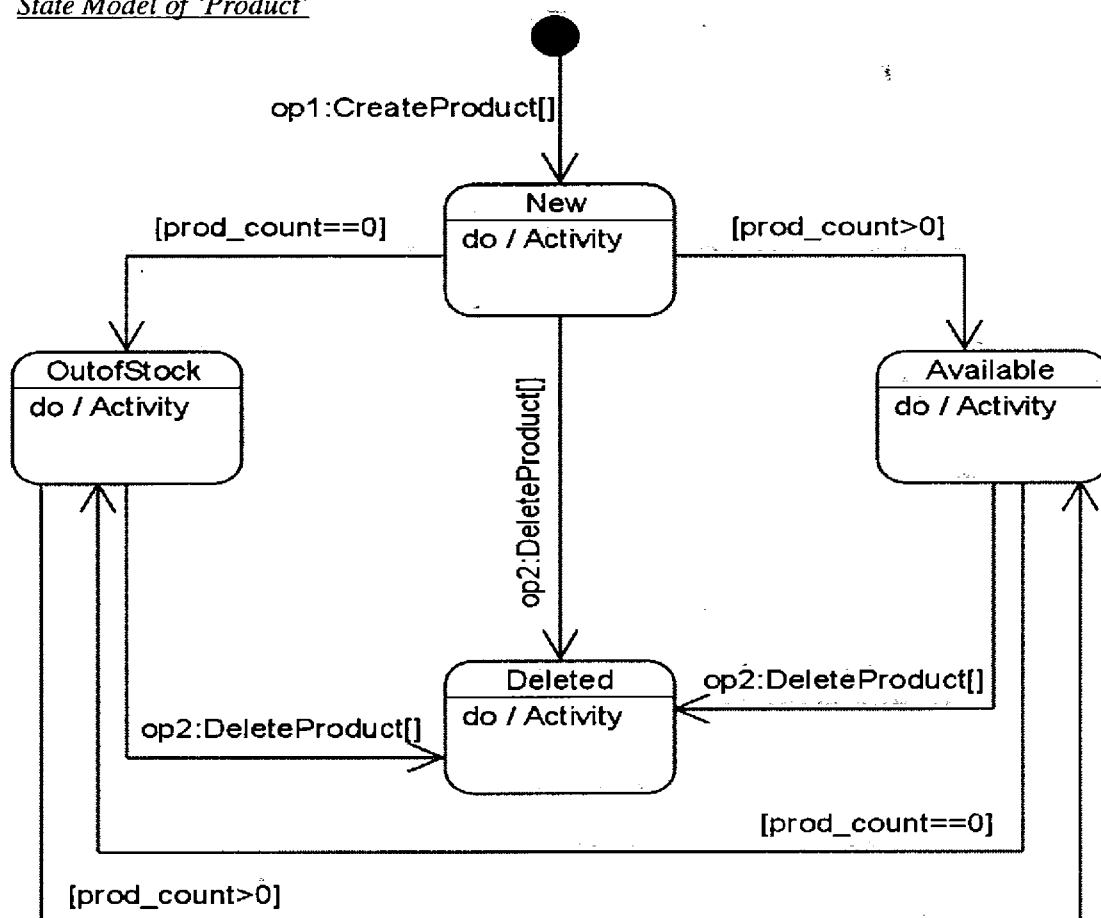 State Model of 'Product'
op1:CreateProduct[]
New
do / Activity
[prod_count==0]
[prod_count>0]
OutofStock
do / Activity
Available
do / Activity
op2:DeleteProduct[]
Deleted
do / Activity
op2:DeleteProduct[]
op2:DeleteProduct[]
[prod_count==0]
[prod_count>0]